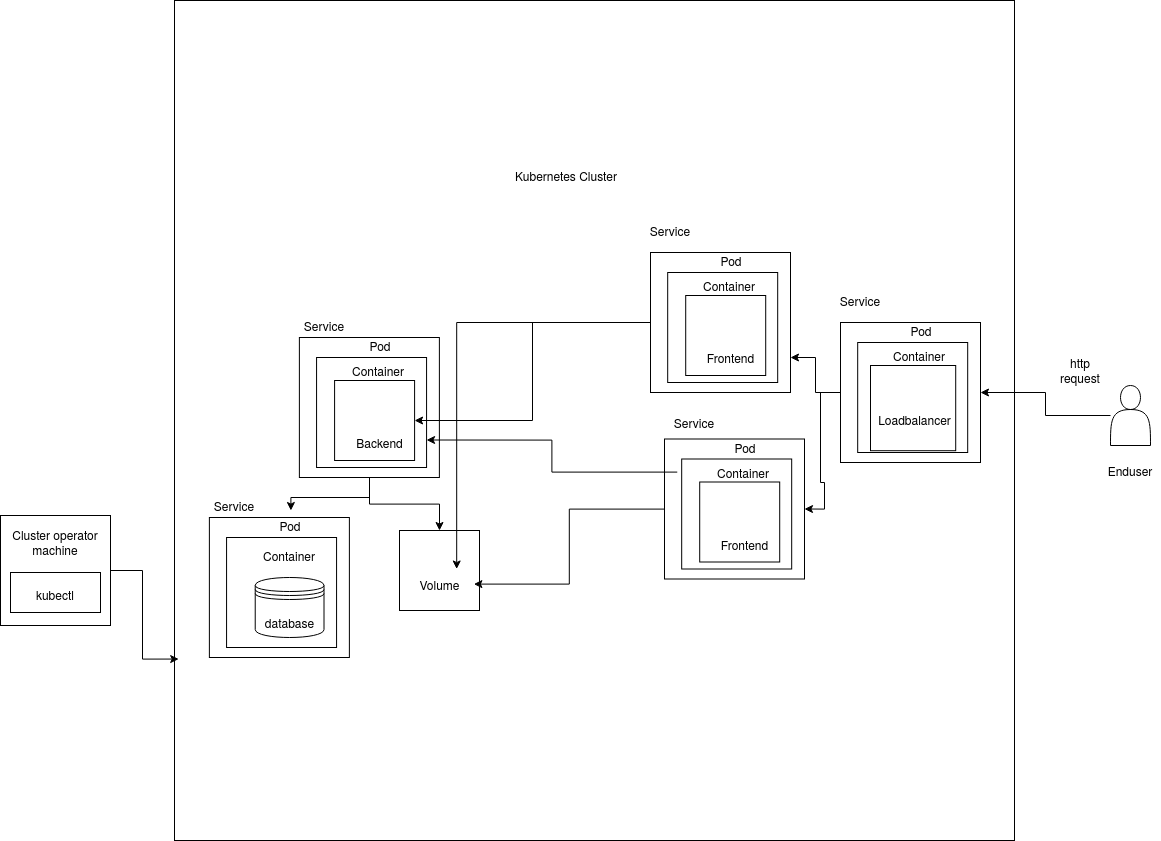 Kubernetes Cluster
Service
Pod
Container
Frontend
Service
Pod
Container
Loadbalancer
http
request
Enduser
Service
Pod
Container
Backend
Service
Pod
Container
Frontend
Service
Pod
Container
database
Volume
Cluster operator
machine
kubectl